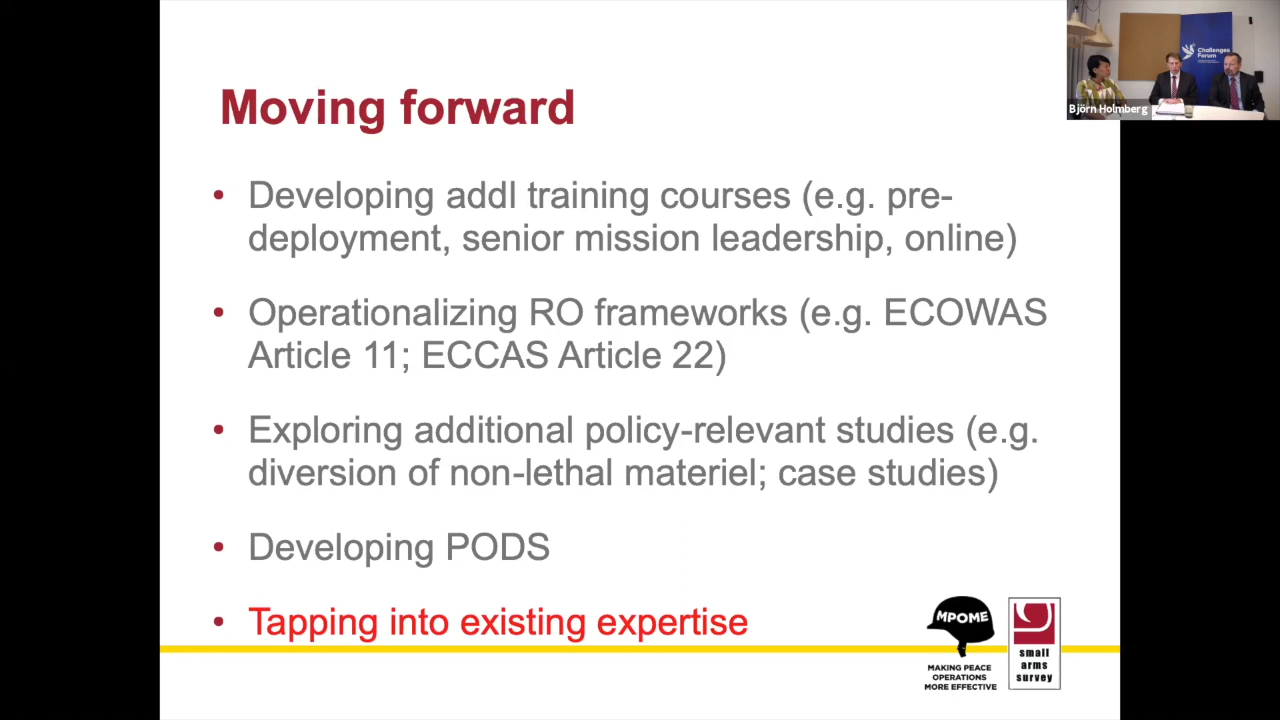 Moving forward
• Developing addl training courses (e.g. pre-
deployment, senior mission leadership, online)
• Operationalizing RO frameworks (e.g. ECOWAS
Article 11; ECCAS Article 22)
• Exploring additional policy-relevant studies (e.g.
diversion of non-lethal materiel; case studies)
• Developing PODS
• Tapping into existing expertise
MPOME
MAKING PEACE
OPERATIONS
MORE EFFECTIVE
small
arms
survey
Challenges
Forum
Björn Holmberg